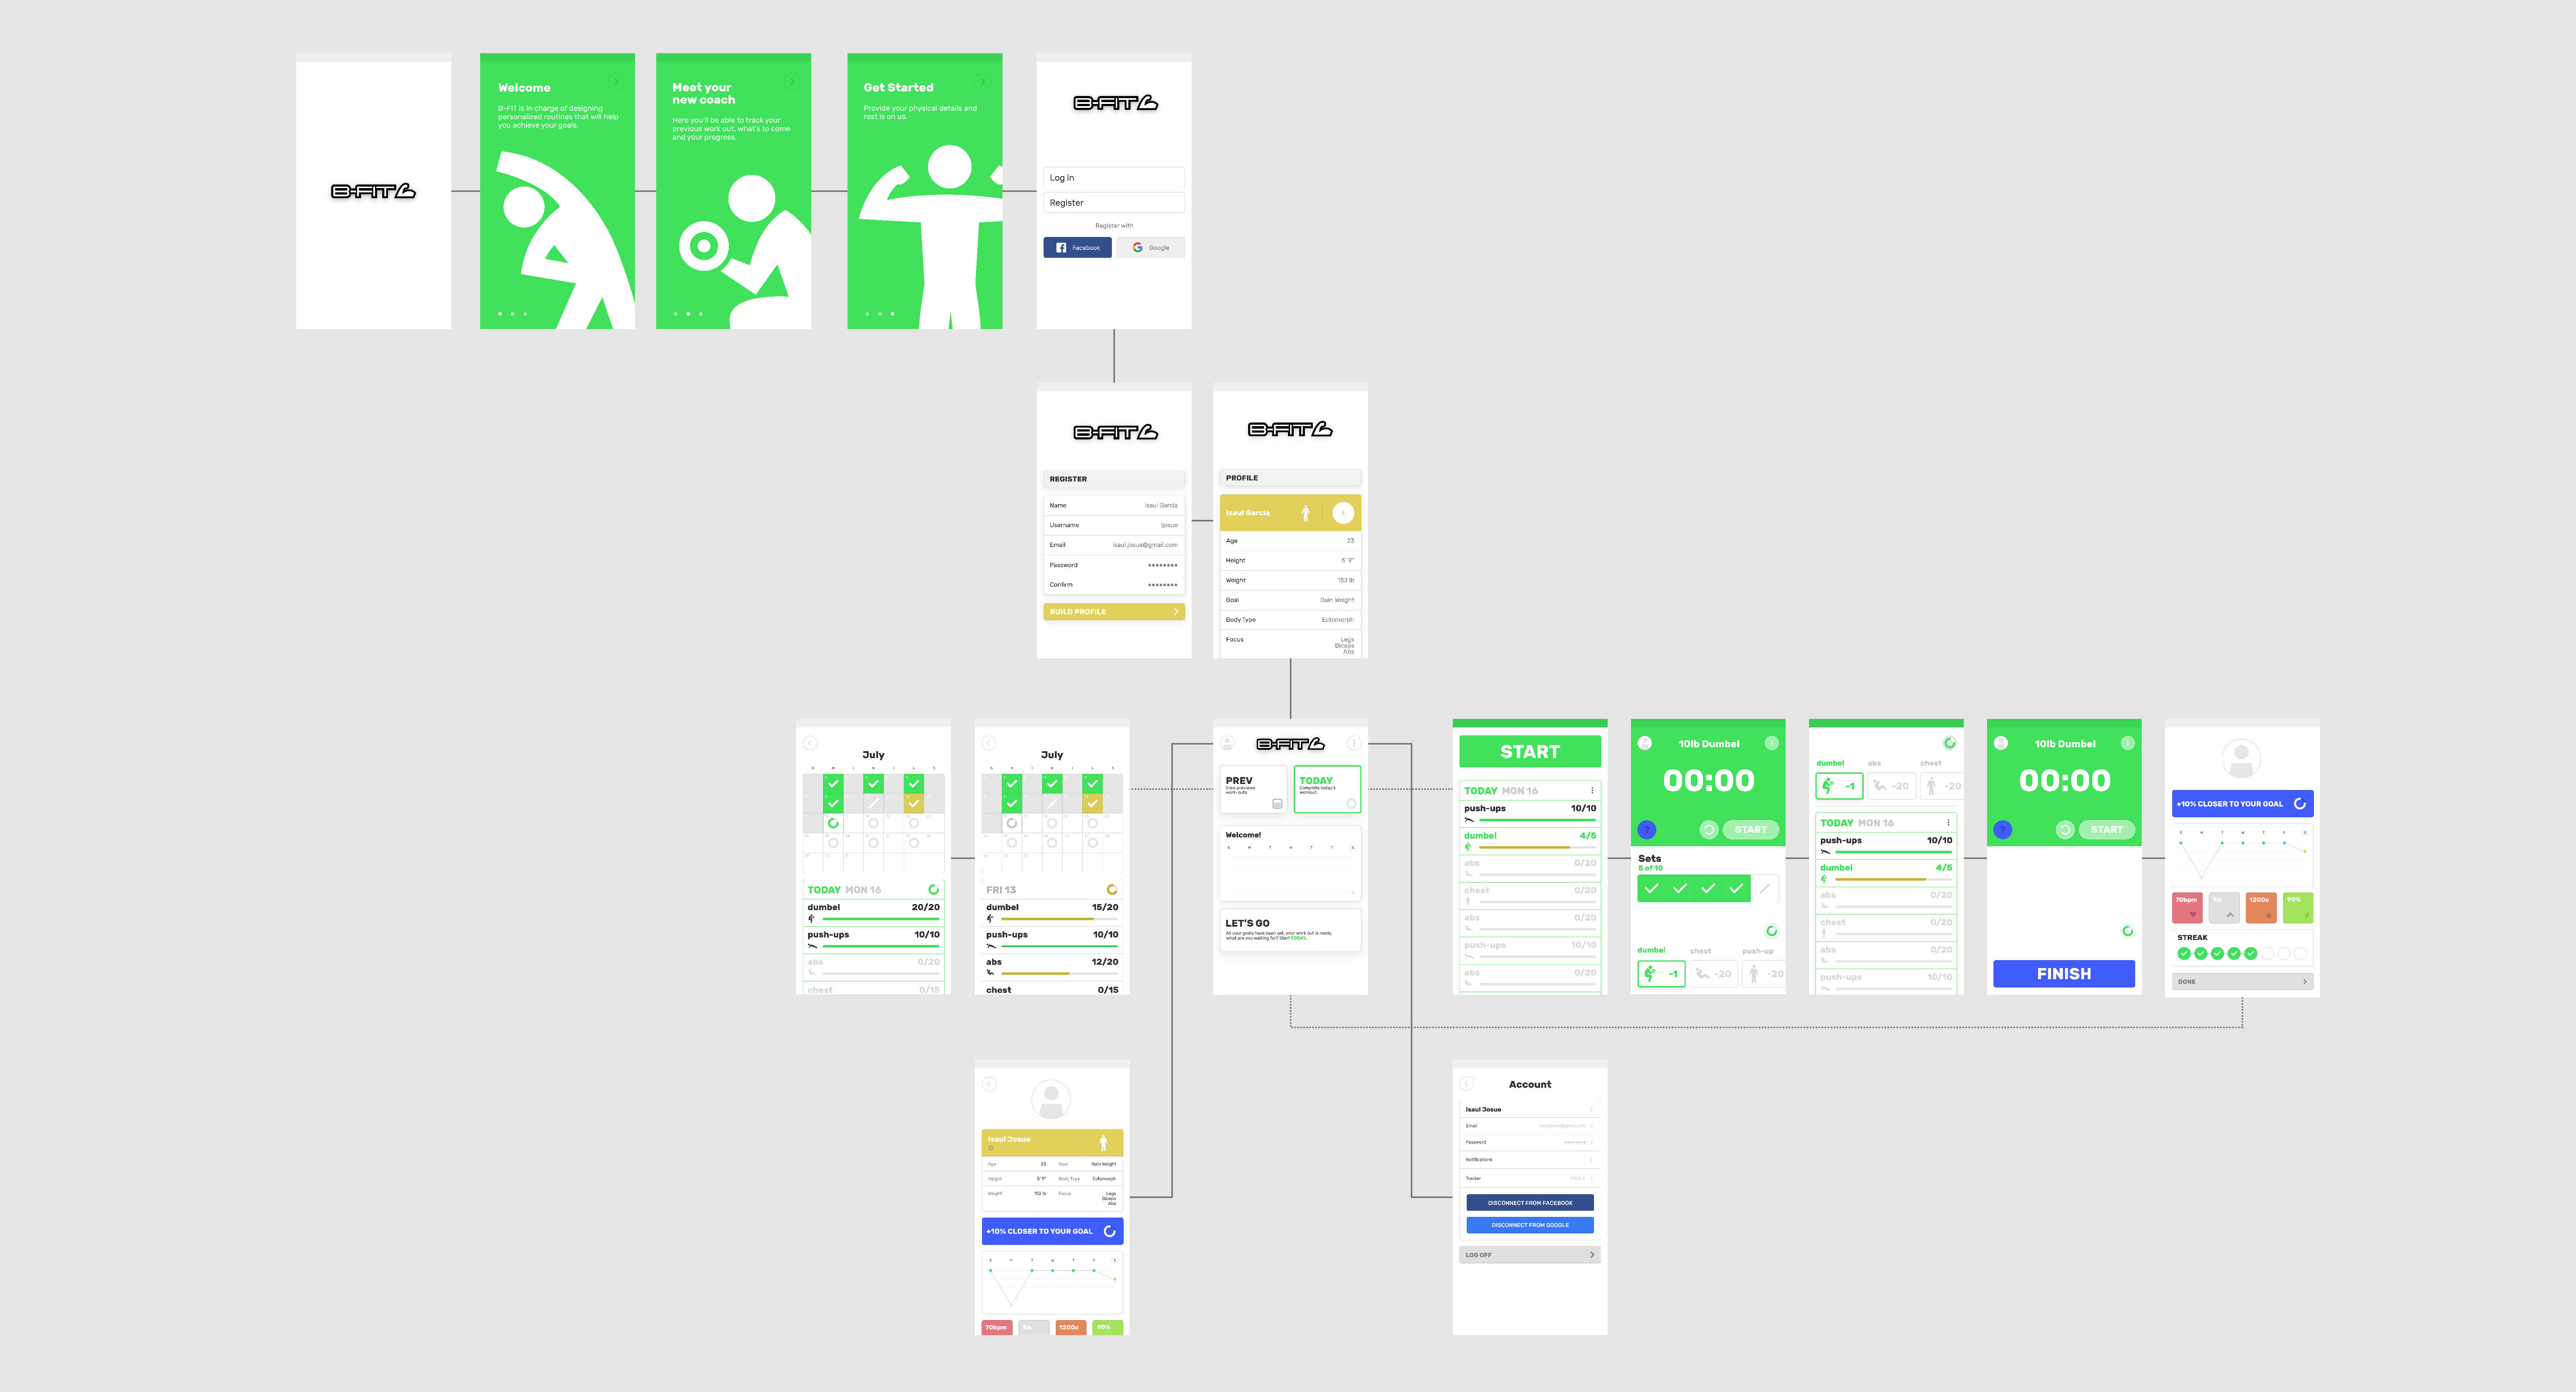 B-FIT
Welcome
B-FIT is in charge of designing
personalized routines that will help
you achieve your goals.
Meet your
new coach
Here you'll be able to track your
previous work out, what's to come
and your progress.
Get Started
Provide your physical details and
rest is on us.
B-FIT
Log in
Register
Register with
Facebook
Google
B-FIT
REGISTER
Name Isaul Garcia
Username ijosue
Email isaul.josue@gmail.com
Password ••••••••
Confirm ••••••••
BUILD PROFILE
B-FIT
PROFILE
Isaul Garcia
Age 23
Height 5' 9"
Weight 152 lb
Goal Gain Weight
Body Type Ectomorph
Focus Legs
Biceps
Abs
July
TODAY MON 16
dumbel 20/20
push-ups 10/10
abs 0/20
chest 0/15
July
FRI 13
dumbel 15/20
push-ups 10/10
abs 12/20
chest 0/15
B-FIT
PREV
View previews
work-outs.
TODAY
Complete today's
workout.
Welcome!
S M T W T F S
LET'S GO
All your goals have been set, your work out is ready,
what are you waiting for? Start TODAY.
START
TODAY MON 16
push-ups 10/10
dumbel 4/5
abs 0/20
chest 0/20
abs 0/20
push-ups 10/10
abs 0/20
10lb Dumbel
00:00
? START
Sets
5 of 10
dumbel chest push-up
-1 -20 -20
dumbel abs chest
-1 -20 -20
TODAY MON 16
push-ups 10/10
dumbel 4/5
abs 0/20
chest 0/20
abs 0/20
push-ups 10/10
10lb Dumbel
00:00
? START
FINISH
+10% CLOSER TO YOUR GOAL
S M T W T F S
70bpm 1lb 1200c 90%
STREAK
DONE
Isaul Josue
Age 23 Goal Gain Weight
Height 5' 9" Body Type Ectomorph
Weight 152 lb Focus Legs
Biceps
Abs
+10% CLOSER TO YOUR GOAL
70bpm 1lb 1200c 90%
Account
Isaul Josue
Email
Password ••••••••
Notifications
Tracker
DISCONNECT FROM FACEBOOK
DISCONNECT FROM GOOGLE
LOG OFF